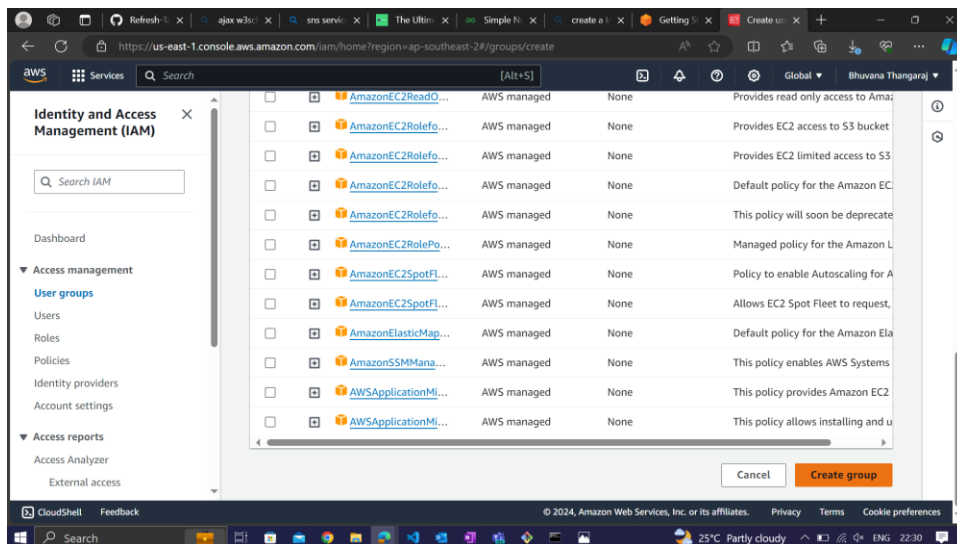 Refresh-T
ajax w3scl
sns servic
The Ultim
Simple N
create a l
Getting S
Create us
https://us-east-1.console.aws.amazon.com/iam/home?region=ap-southeast-2#/groups/create
aws
Services
Search
[Alt+S]
Global
Bhuvana Thangaraj
Identity and Access
Management (IAM)
Search IAM
Dashboard
Access management
User groups
Users
Roles
Policies
Identity providers
Account settings
Access reports
Access Analyzer
External access
AmazonEC2ReadO... AWS managed None Provides read only access to Amaz
AmazonEC2Rolefo... AWS managed None Provides EC2 access to S3 bucket
AmazonEC2Rolefo... AWS managed None Provides EC2 limited access to S3
AmazonEC2Rolefo... AWS managed None Default policy for the Amazon EC
AmazonEC2Rolefo... AWS managed None This policy will soon be deprecate
AmazonEC2RolePo... AWS managed None Managed policy for the Amazon L
AmazonEC2SpotFl... AWS managed None Policy to enable Autoscaling for A
AmazonEC2SpotFl... AWS managed None Allows EC2 Spot Fleet to request,
AmazonElasticMap... AWS managed None Default policy for the Amazon Ela
AmazonSSMMana... AWS managed None This policy enables AWS Systems
AWSApplicationMi... AWS managed None This policy provides Amazon EC2
AWSApplicationMi... AWS managed None This policy allows installing and u
Cancel
Create group
CloudShell Feedback © 2024, Amazon Web Services, Inc. or its affiliates. Privacy Terms Cookie preferences
Search 25°C Partly cloudy ENG 22:30